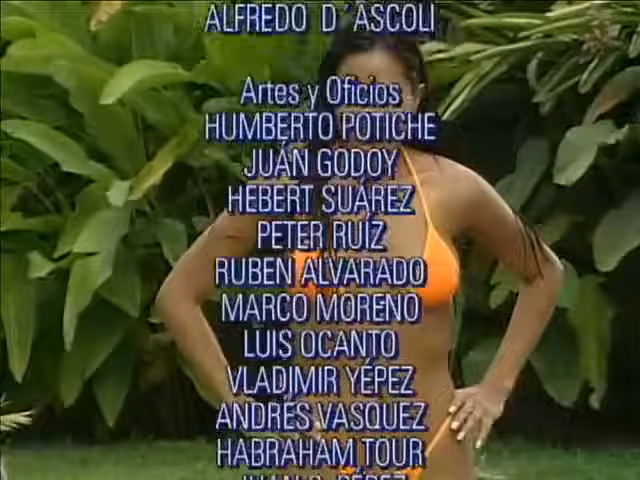 ALFREDO D´ASCOLI
Artes y Oficios
HUMBERTO POTICHE
JUÁN GODOY
HEBERT SUÁREZ
PETER RUÍZ
RUBEN ALVARADO
MARCO MORENO
LUIS OCANTO
VLADIMIR YÉPEZ
ANDRÉS VASQUEZ
HABRAHAM TOUR